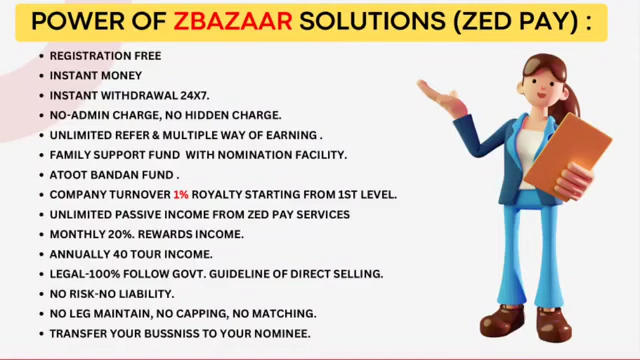 POWER OF ZBAZAAR SOLUTIONS (ZED PAY) :
• REGISTRATION FREE
• INSTANT MONEY
• INSTANT WITHDRAWAL 24X7.
• NO-ADMIN CHARGE, NO HIDDEN CHARGE.
• UNLIMITED REFER & MULTIPLE WAY OF EARNING .
• FAMILY SUPPORT FUND WITH NOMINATION FACILITY.
• ATOOT BANDAN FUND .
• COMPANY TURNOVER 1% ROYALTY STARTING FROM 1ST LEVEL.
• UNLIMITED PASSIVE INCOME FROM ZED PAY SERVICES
• MONTHLY 20%. REWARDS INCOME.
• ANNUALLY 40 TOUR INCOME.
• LEGAL-100% FOLLOW GOVT. GUIDELINE OF DIRECT SELLING.
• NO RISK-NO LIABILITY.
• NO LEG MAINTAIN, NO CAPPING, NO MATCHING.
• TRANSFER YOUR BUSSNISS TO YOUR NOMINEE.